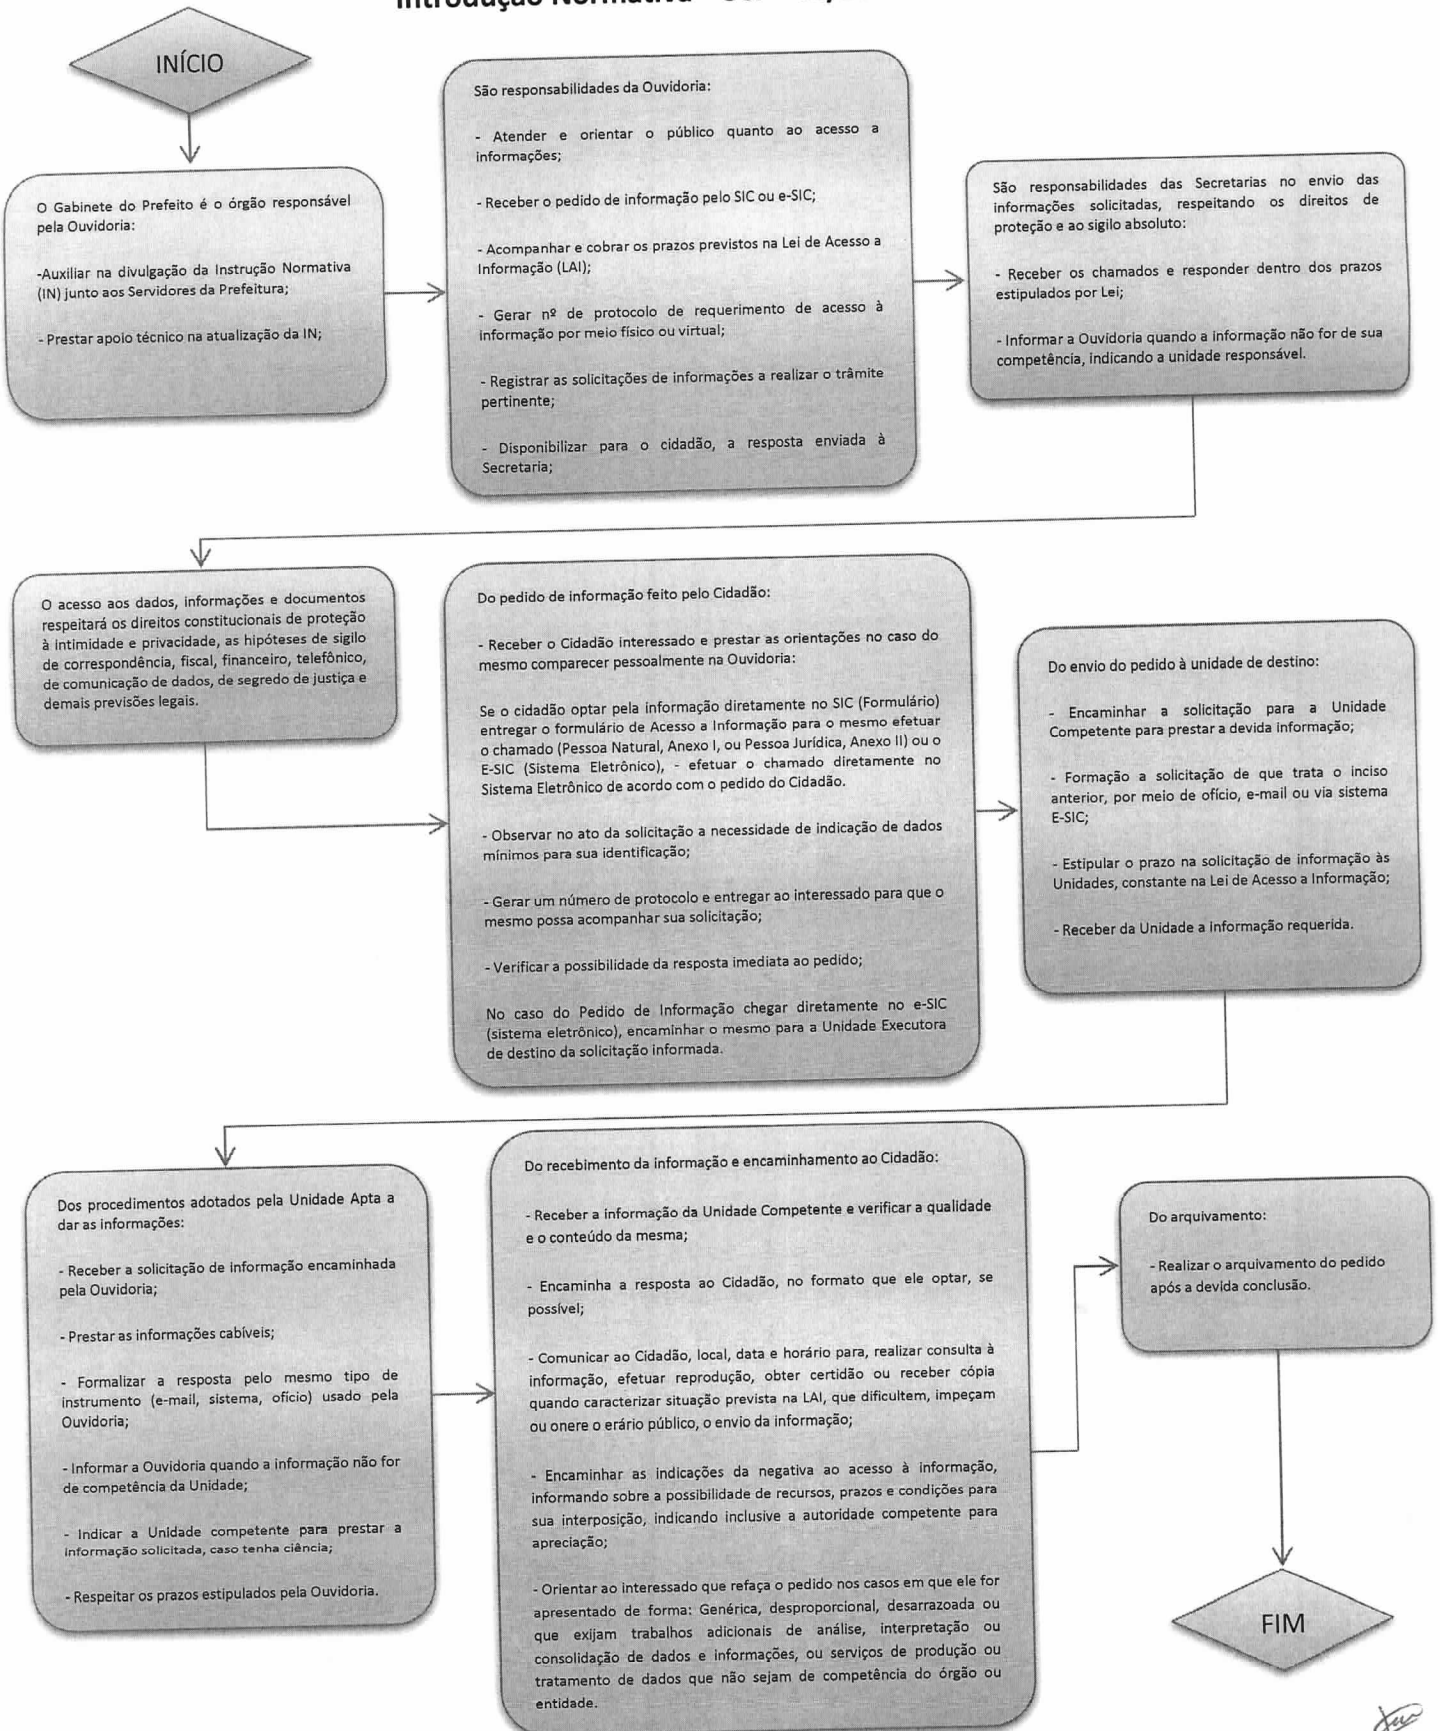 Introdução Normativa
INÍCIO
O Gabinete do Prefeito é o órgão responsável
pela Ouvidoria:
-Auxiliar na divulgação da Instrução Normativa
(IN) junto aos Servidores da Prefeitura;
- Prestar apoio técnico na atualização da IN;
São responsabilidades da Ouvidoria:
- Atender e orientar o público quanto ao acesso a
informações;
- Receber o pedido de informação pelo SIC ou e-SIC;
- Acompanhar e cobrar os prazos previstos na Lei de Acesso a
Informação (LAI);
- Gerar nº de protocolo de requerimento de acesso à
informação por meio físico ou virtual;
- Registrar as solicitações de informações a realizar o trâmite
pertinente;
- Disponibilizar para o cidadão, a resposta enviada à
Secretaria;
São responsabilidades das Secretarias no envio das
informações solicitadas, respeitando os direitos de
proteção e ao sigilo absoluto:
- Receber os chamados e responder dentro dos prazos
estipulados por Lei;
- Informar a Ouvidoria quando a informação não for de sua
competência, indicando a unidade responsável.
O acesso aos dados, informações e documentos
respeitará os direitos constitucionais de proteção
à intimidade e privacidade, as hipóteses de sigilo
de correspondência, fiscal, financeiro, telefônico,
de comunicação de dados, de segredo de justiça e
demais previsões legais.
Do pedido de informação feito pelo Cidadão:
- Receber o Cidadão interessado e prestar as orientações no caso do
mesmo comparecer pessoalmente na Ouvidoria:
Se o cidadão optar pela informação diretamente no SIC (Formulário)
entregar o formulário de Acesso a Informação para o mesmo efetuar
o chamado (Pessoa Natural, Anexo I, ou Pessoa Jurídica, Anexo II) ou o
E-SIC (Sistema Eletrônico), - efetuar o chamado diretamente no
Sistema Eletrônico de acordo com o pedido do Cidadão.
- Observar no ato da solicitação a necessidade de indicação de dados
mínimos para sua identificação;
- Gerar um número de protocolo e entregar ao interessado para que o
mesmo possa acompanhar sua solicitação;
- Verificar a possibilidade da resposta imediata ao pedido;
No caso do Pedido de Informação chegar diretamente no e-SIC
(sistema eletrônico), encaminhar o mesmo para a Unidade Executora
de destino da solicitação informada.
Do envio do pedido à unidade de destino:
- Encaminhar a solicitação para a Unidade
Competente para prestar a devida informação;
- Formação a solicitação de que trata o inciso
anterior, por meio de ofício, e-mail ou via sistema
E-SIC;
- Estipular o prazo na solicitação de informação às
Unidades, constante na Lei de Acesso a Informação;
- Receber da Unidade a informação requerida.
Dos procedimentos adotados pela Unidade Apta a
dar as informações:
- Receber a solicitação de informação encaminhada
pela Ouvidoria;
- Prestar as informações cabíveis;
- Formalizar a resposta pelo mesmo tipo de
instrumento (e-mail, sistema, ofício) usado pela
Ouvidoria;
- Informar a Ouvidoria quando a informação não for
de competência da Unidade;
- Indicar a Unidade competente para prestar a
informação solicitada, caso tenha ciência;
- Respeitar os prazos estipulados pela Ouvidoria.
Do recebimento da informação e encaminhamento ao Cidadão:
- Receber a informação da Unidade Competente e verificar a qualidade
e o conteúdo da mesma;
- Encaminha a resposta ao Cidadão, no formato que ele optar, se
possível;
- Comunicar ao Cidadão, local, data e horário para, realizar consulta à
informação, efetuar reprodução, obter certidão ou receber cópia
quando caracterizar situação prevista na LAI, que dificultem, impeçam
ou onere o erário público, o envio da informação;
- Encaminhar as indicações da negativa ao acesso à informação,
informando sobre a possibilidade de recursos, prazos e condições para
sua interposição, indicando inclusive a autoridade competente para
apreciação;
- Orientar ao interessado que refaça o pedido nos casos em que ele for
apresentado de forma: Genérica, desproporcional, desarrazoada ou
que exijam trabalhos adicionais de análise, interpretação ou
consolidação de dados e informações, ou serviços de produção ou
tratamento de dados que não sejam de competência do órgão ou
entidade.
Do arquivamento:
- Realizar o arquivamento do pedido
após a devida conclusão.
FIM